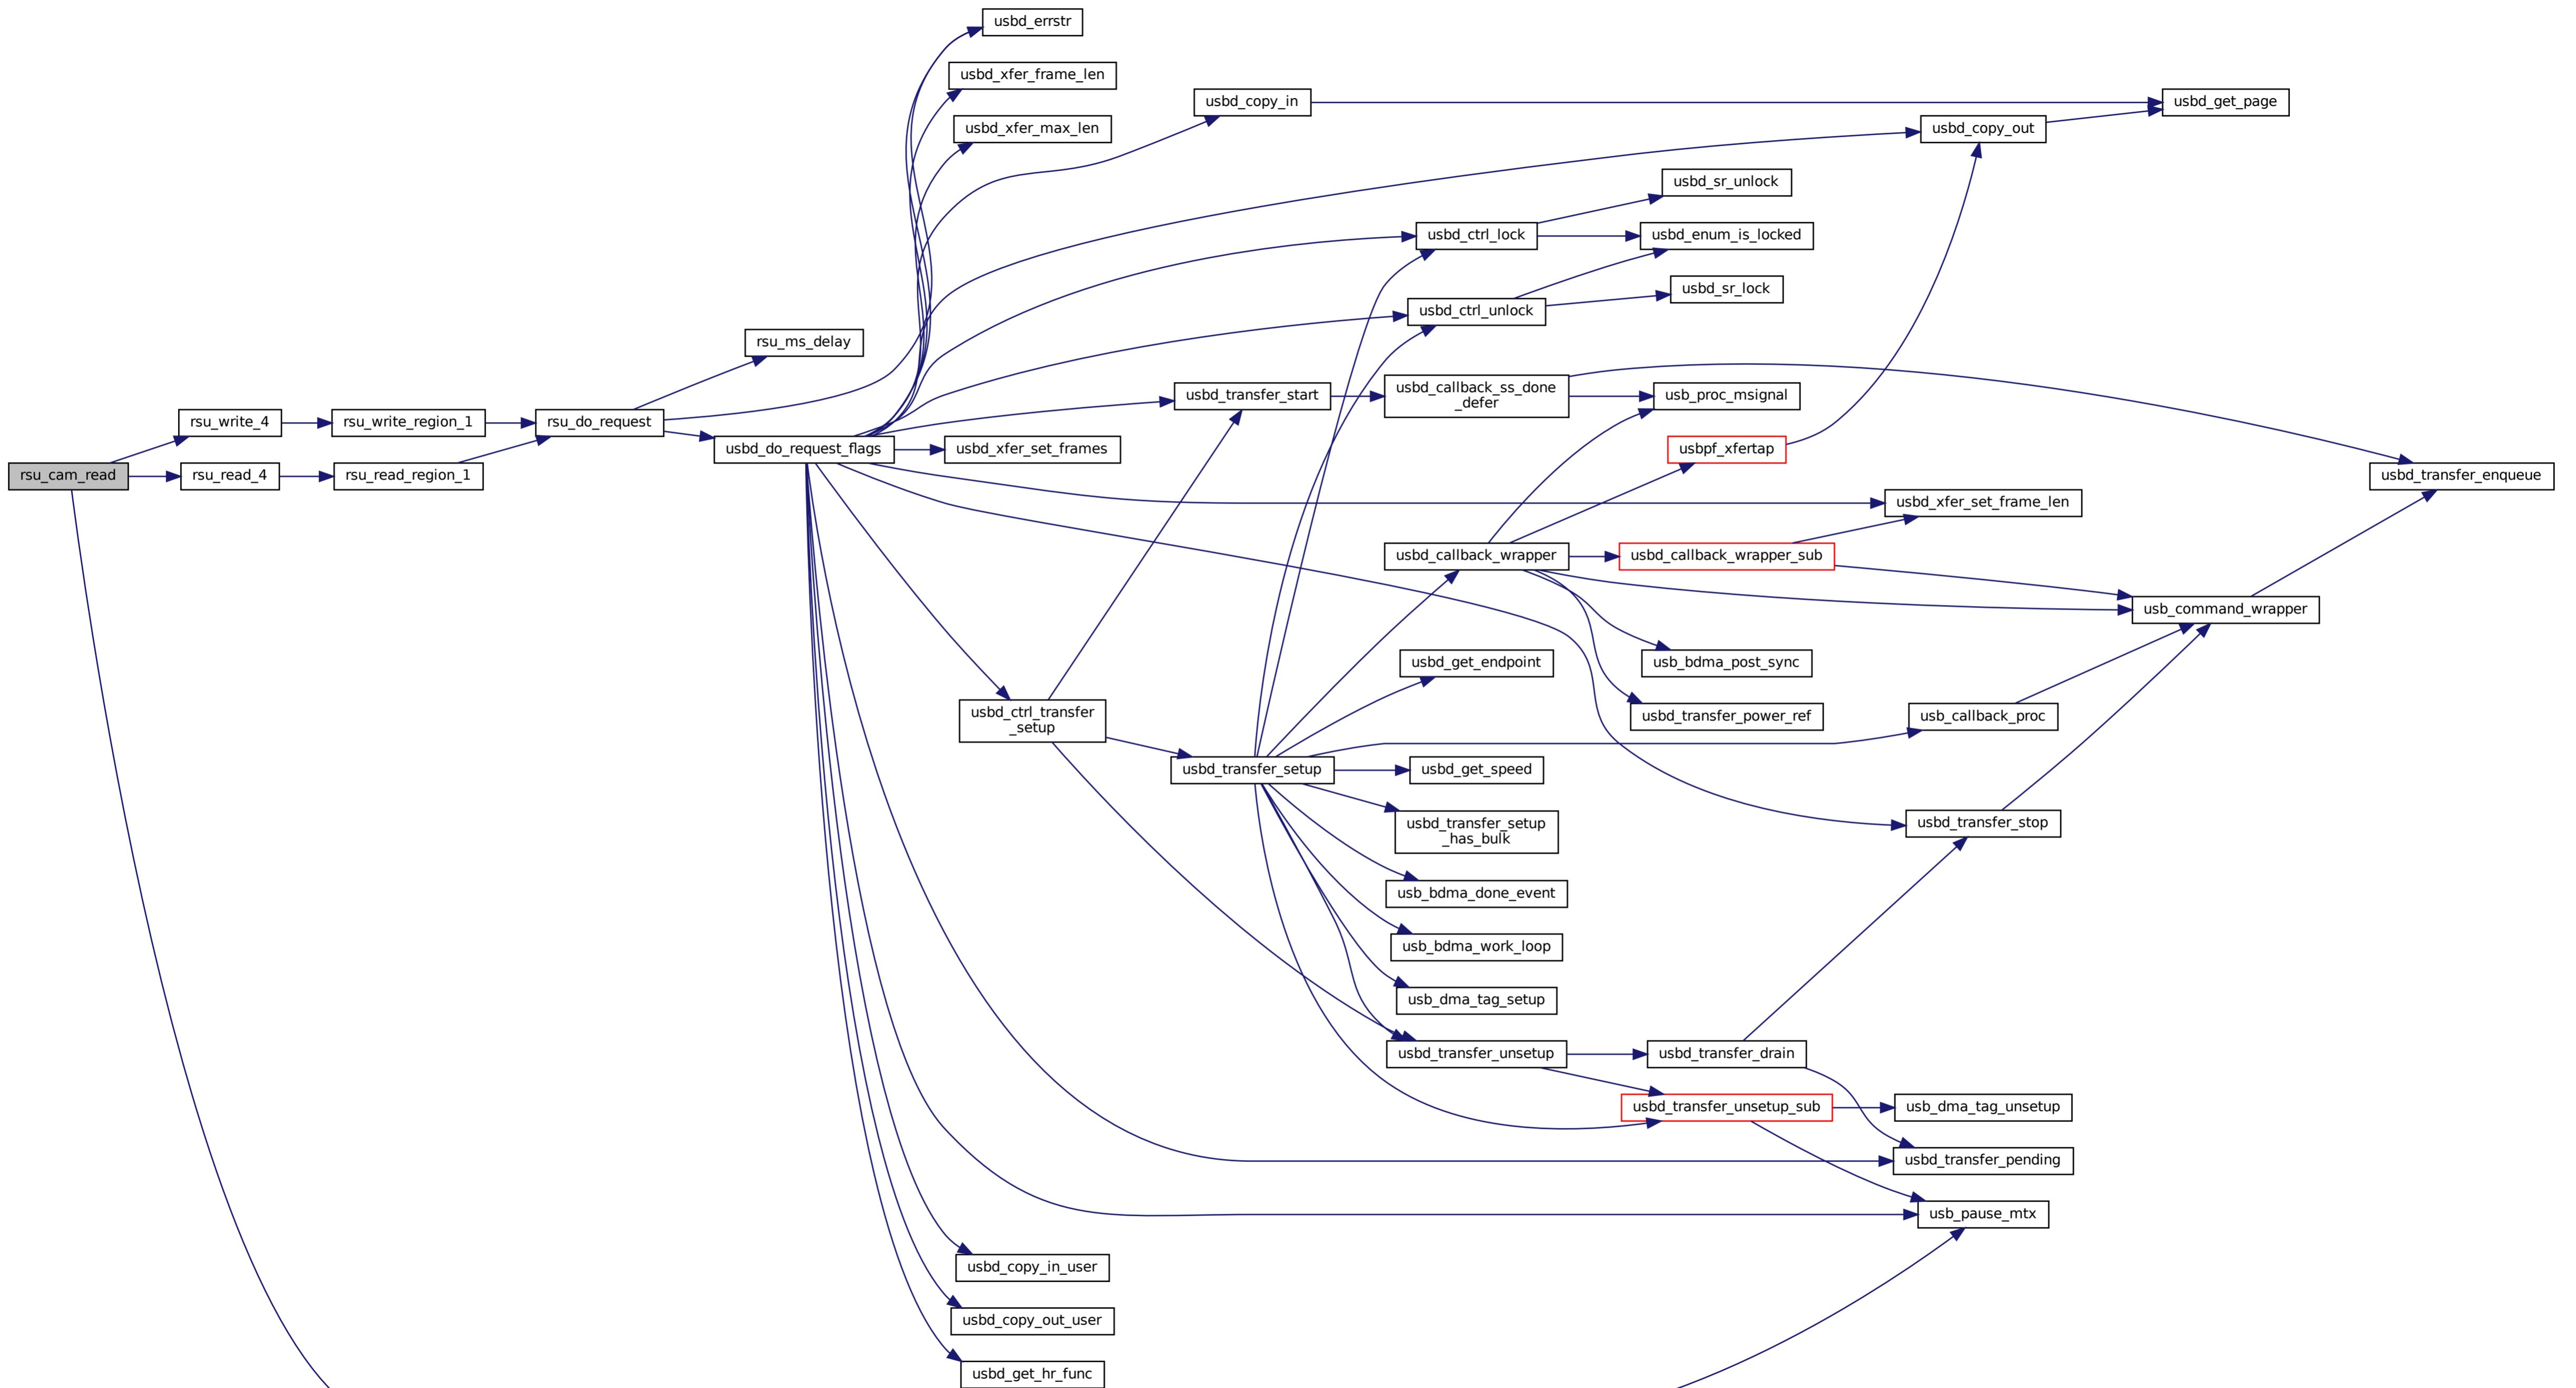 usbd_errstr
usbd_xfer_frame_len
usbd_copy_in
usbd_get_page
usbd_xfer_max_len
usbd_copy_out
usbd_sr_unlock
usbd_ctrl_lock
usbd_enum_is_locked
usbd_sr_lock
usbd_ctrl_unlock
rsu_ms_delay
usbd_transfer_start
usbd_callback_ss_done
_defer
usb_proc_msignal
rsu_write_4
rsu_write_region_1
rsu_do_request
usbd_do_request_flags
usbd_xfer_set_frames
usbpf_xfertap
rsu_cam_read
rsu_read_4
rsu_read_region_1
usbd_transfer_enqueue
usbd_xfer_set_frame_len
usbd_callback_wrapper
usbd_callback_wrapper_sub
usb_command_wrapper
usbd_get_endpoint
usb_bdma_post_sync
usbd_ctrl_transfer
_setup
usbd_transfer_power_ref
usb_callback_proc
usbd_transfer_setup
usbd_get_speed
usbd_transfer_setup
_has_bulk
usbd_transfer_stop
usb_bdma_done_event
usb_bdma_work_loop
usb_dma_tag_setup
usbd_transfer_unsetup
usbd_transfer_drain
usbd_transfer_unsetup_sub
usb_dma_tag_unsetup
usbd_transfer_pending
usb_pause_mtx
usbd_copy_in_user
usbd_copy_out_user
usbd_get_hr_func